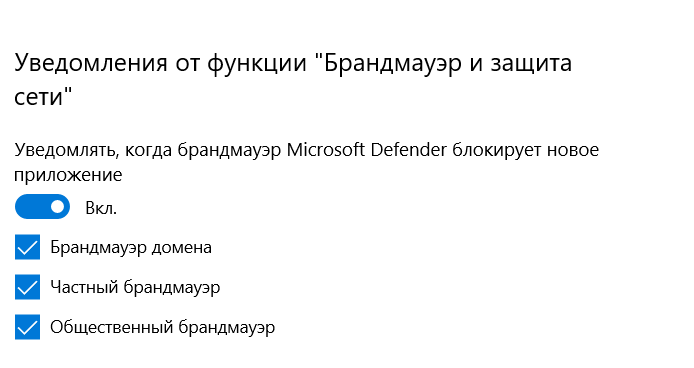 Уведомления от функции "Брандмауэр и защита
сети"
Уведомлять, когда брандмауэр Microsoft Defender блокирует новое
приложение
Вкл.
Брандмауэр домена
Частный брандмауэр
Общественный брандмауэр